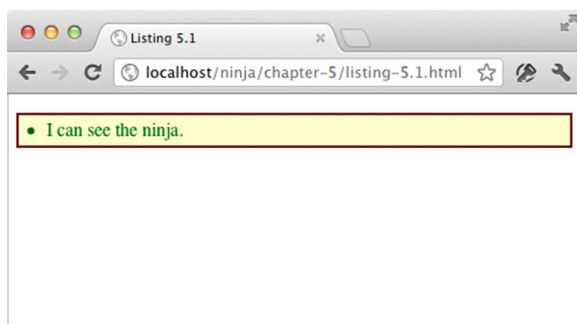 Listing 5.1
localhost/ninja/chapter-5/listing-5.1.html
• I can see the ninja.